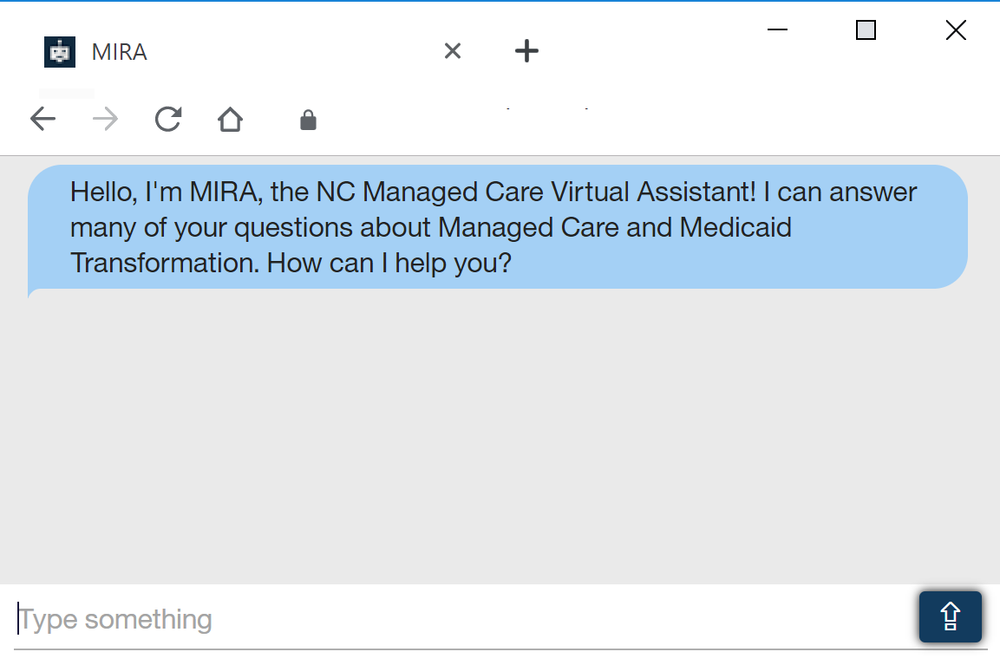 MIRA
Hello, I'm MIRA, the NC Managed Care Virtual Assistant! I can answer
many of your questions about Managed Care and Medicaid
Transformation. How can I help you?
Type something